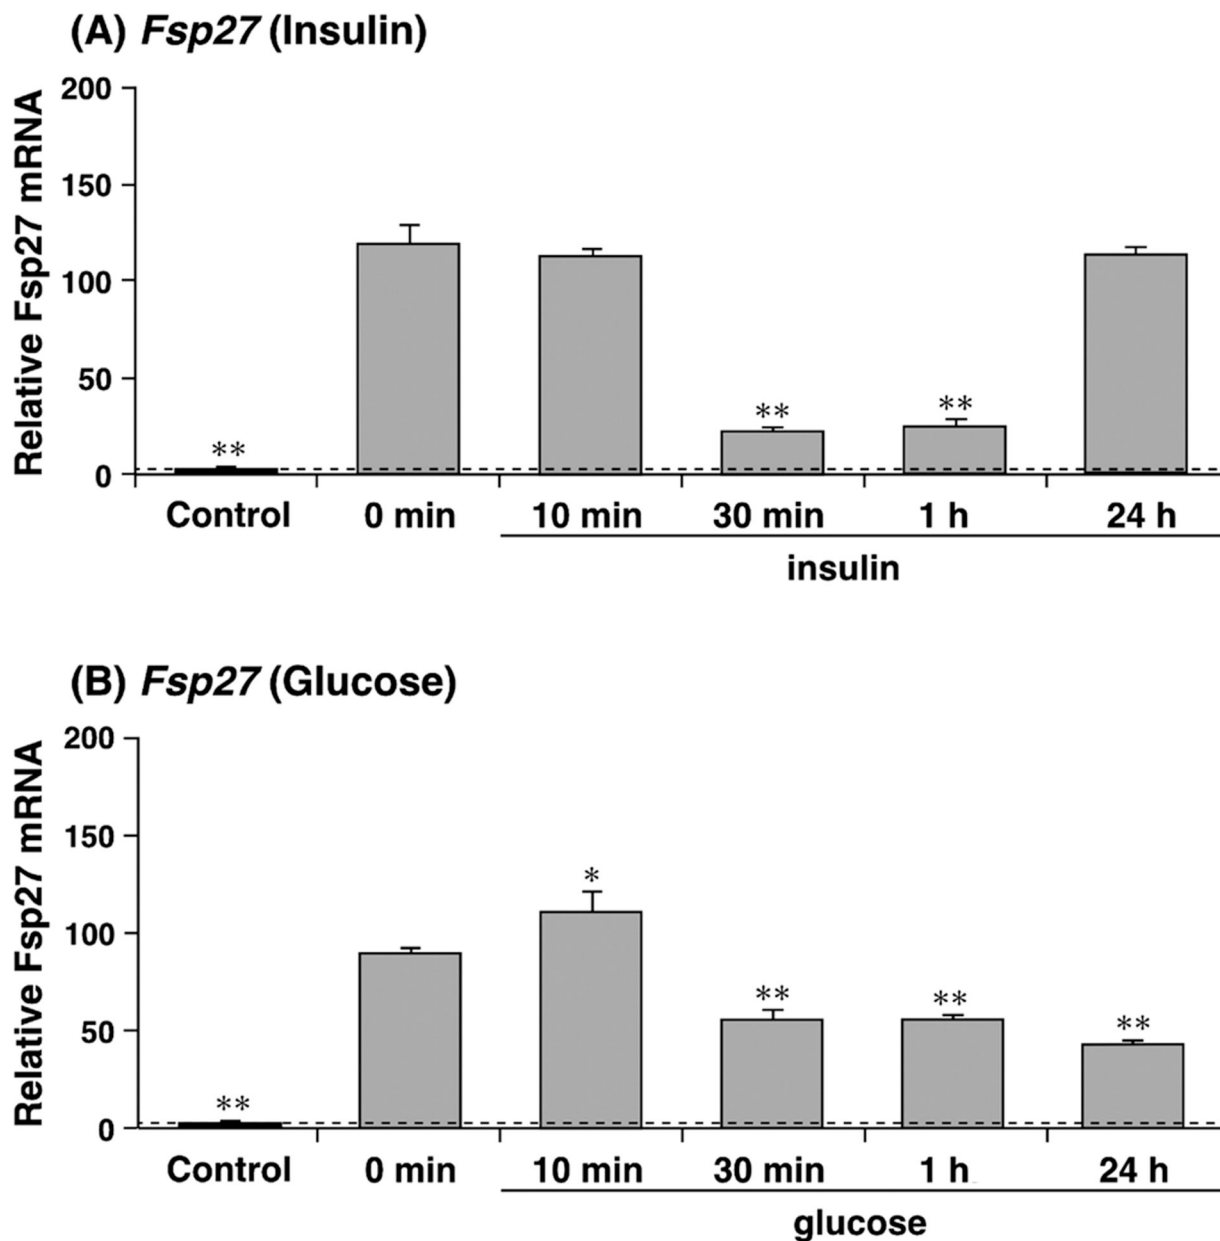 (A) Fsp27 (Insulin)
Relative Fsp27 mRNA
200
150
100
50
0
**
**
**
Control 0 min 10 min 30 min 1 h 24 h
insulin
(B) Fsp27 (Glucose)
Relative Fsp27 mRNA
200
150
100
50
0
**
*
**
**
**
Control 0 min 10 min 30 min 1 h 24 h
glucose